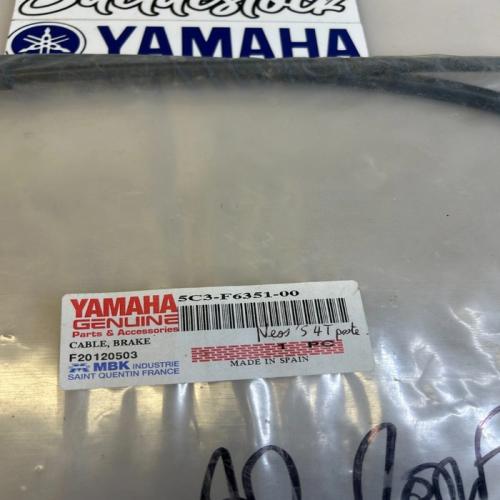 YAMAHA
5C3-F6351-00
YAMAHA
GENUINE
Parts & Accessories
CABLE, BRAKE
Neos'S 4T poste
1 PC
F20120503
MADE IN SPAIN
MBK INDUSTRIE
SAINT QUENTIN FRANCE